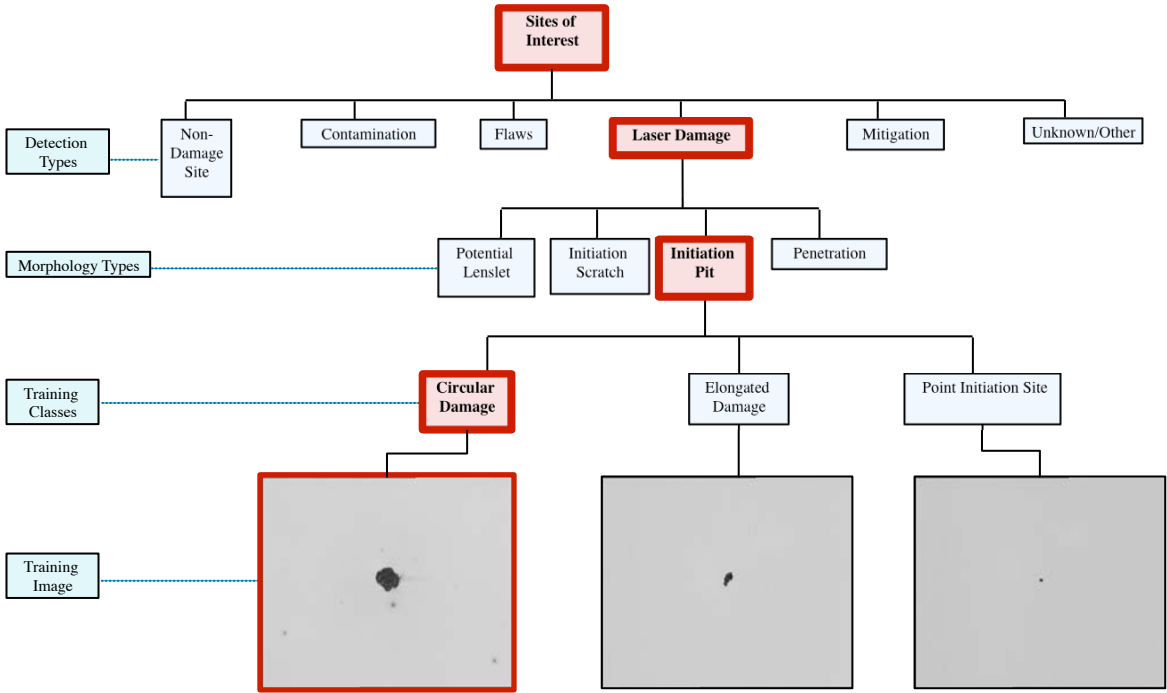 Sites of
Interest
Detection
Types
Non-
Damage
Site
Contamination
Flaws
Laser Damage
Mitigation
Unknown/Other
Morphology Types
Potential
Lenslet
Initiation
Scratch
Initiation
Pit
Penetration
Training
Classes
Circular
Damage
Elongated
Damage
Point Initiation Site
Training
Image